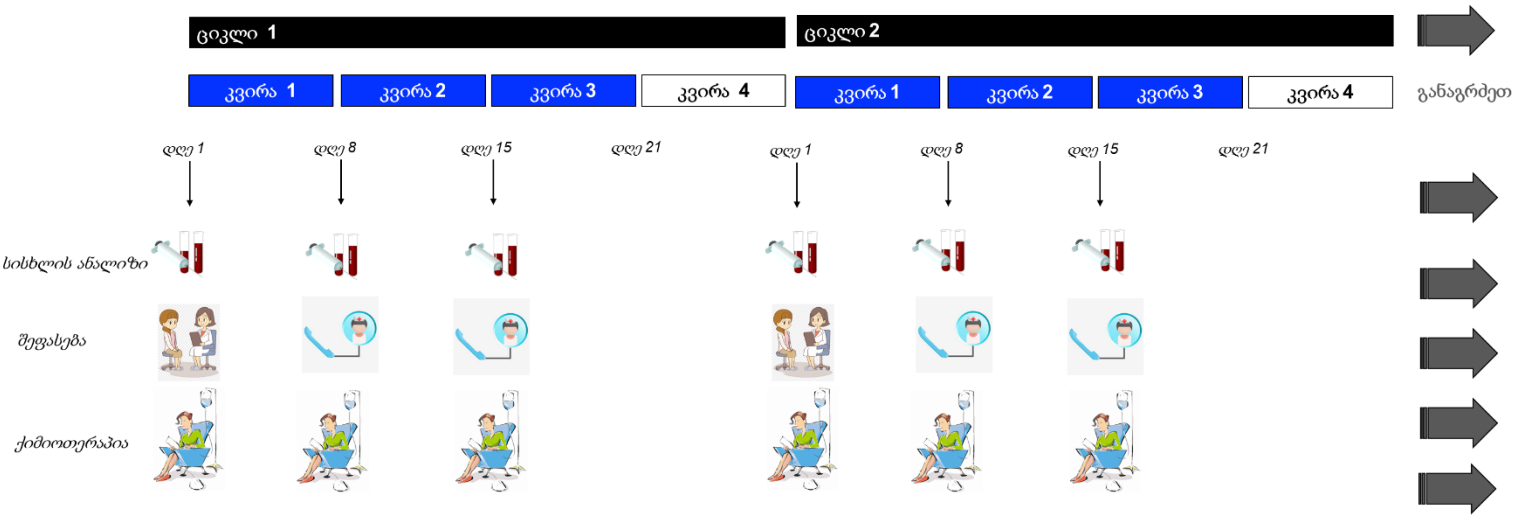 ციკლი 1
ციკლი 2
კვირა 1
კვირა 2
კვირა 3
კვირა 4
კვირა 1
კვირა 2
კვირა 3
კვირა 4
განაგრძეთ
დღე 1
დღე 8
დღე 15
დღე 21
დღე 1
დღე 8
დღე 15
დღე 21
სისხლის ანალიზი
შეფასება
ქიმიოთერაპია